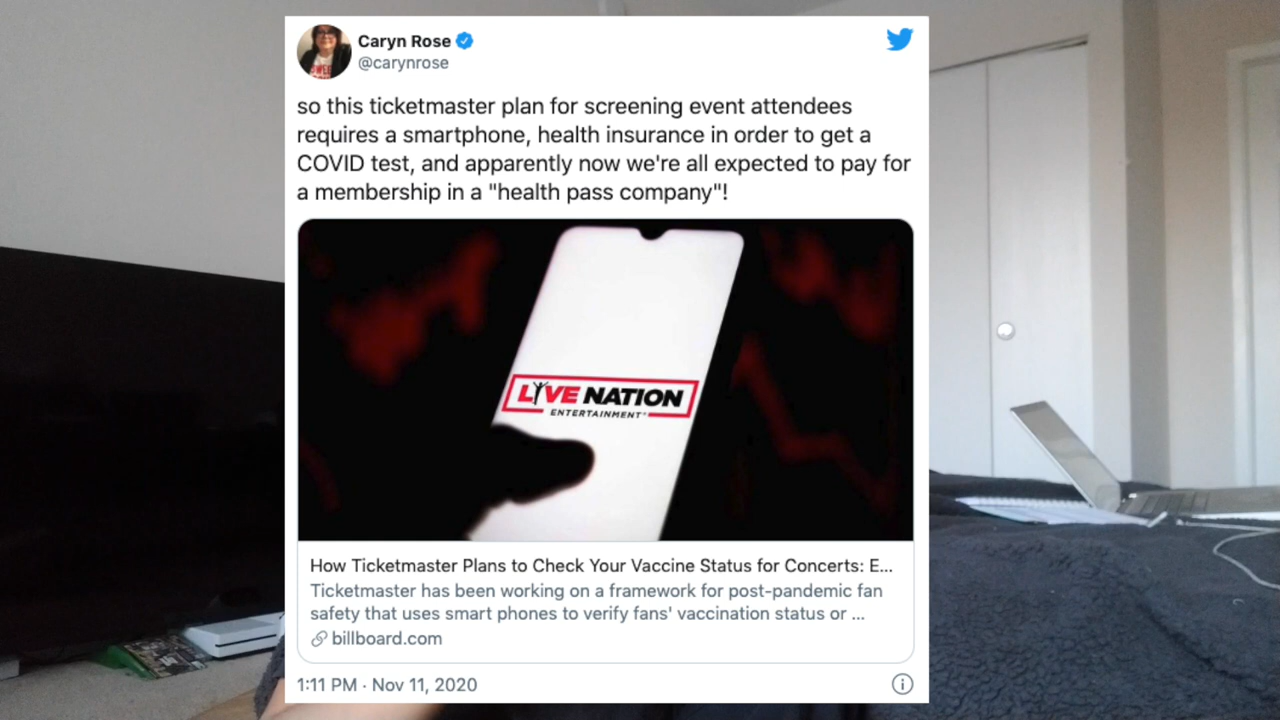 Caryn Rose
@carynrose
so this ticketmaster plan for screening event attendees
requires a smartphone, health insurance in order to get a
COVID test, and apparently now we're all expected to pay for
a membership in a "health pass company"!
LIVE NATION
ENTERTAINMENT
How Ticketmaster Plans to Check Your Vaccine Status for Concerts: E...
Ticketmaster has been working on a framework for post-pandemic fan
safety that uses smart phones to verify fans' vaccination status or ...
billboard.com
1:11 PM · Nov 11, 2020